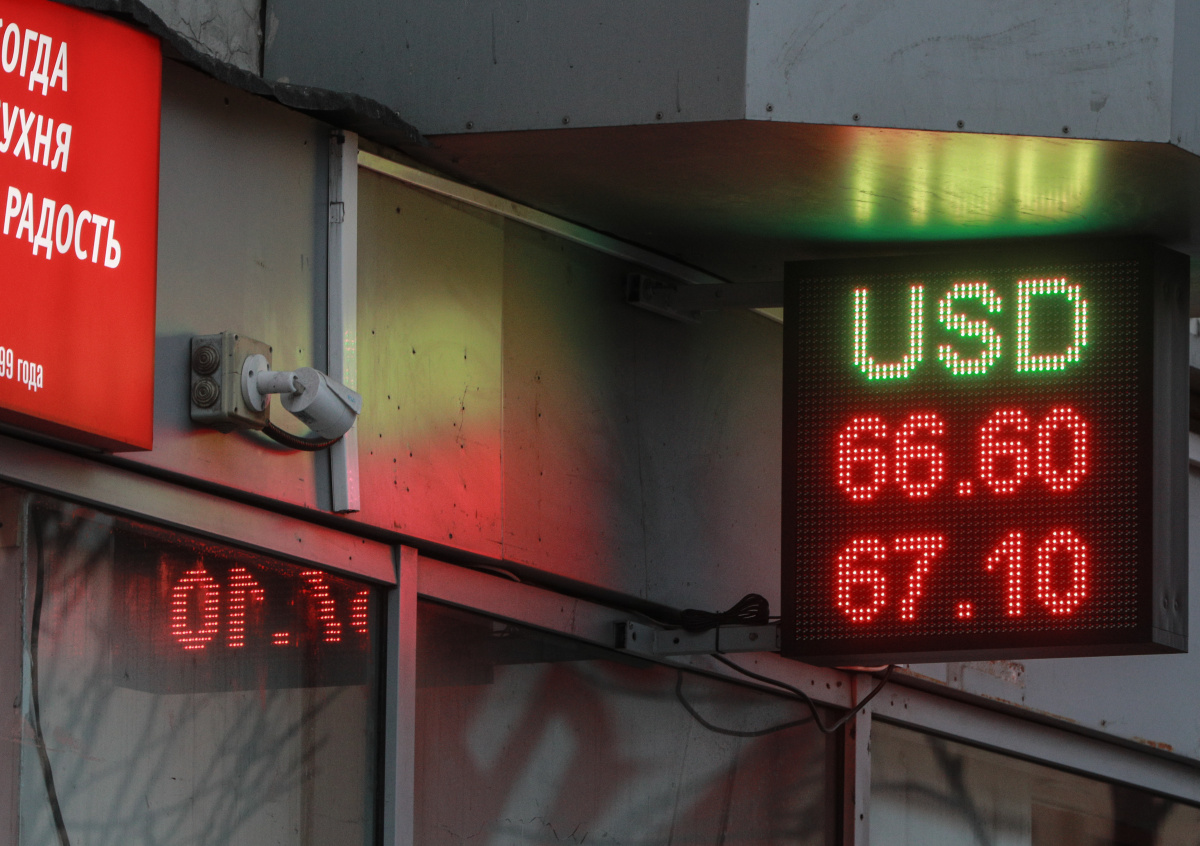 ОГДА
УХНЯ
РАДОСТЬ
99 года
USD
66.60
67.10